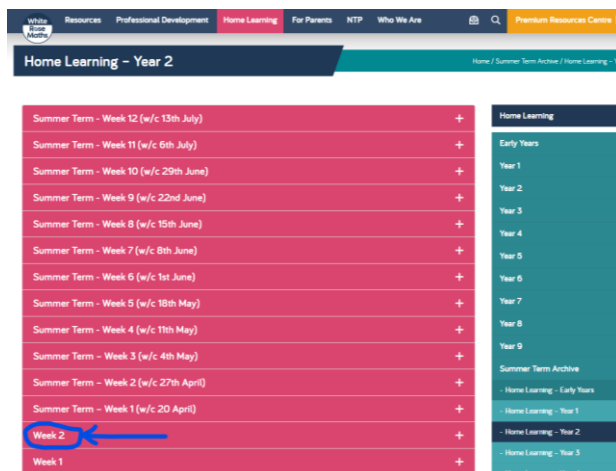 White
Rose
Maths
Resources
Professional Development
Home Learning
For Parents
NTP
Who We Are
Premium Resources Centre
Home Learning – Year 2
Home / Summer Term Archive / Home Learning – Y
Summer Term - Week 12 (w/c 13th July) +
Summer Term - Week 11 (w/c 6th July) +
Summer Term - Week 10 (w/c 29th June) +
Summer Term - Week 9 (w/c 22nd June) +
Summer Term - Week 8 (w/c 15th June) +
Summer Term - Week 7 (w/c 8th June) +
Summer Term - Week 6 (w/c 1st June) +
Summer Term - Week 5 (w/c 18th May) +
Summer Term - Week 4 (w/c 11th May) +
Summer Term – Week 3 (w/c 4th May) +
Summer Term – Week 2 (w/c 27th April) +
Summer Term – Week 1 (w/c 20 April) +
Week 2 +
Week 1 +
Home Learning
Early Years
Year 1
Year 2
Year 3
Year 4
Year 5
Year 6
Year 7
Year 8
Year 9
Summer Term Archive
- Home Learning – Early Years
- Home Learning – Year 1
- Home Learning – Year 2
- Home Learning – Year 3